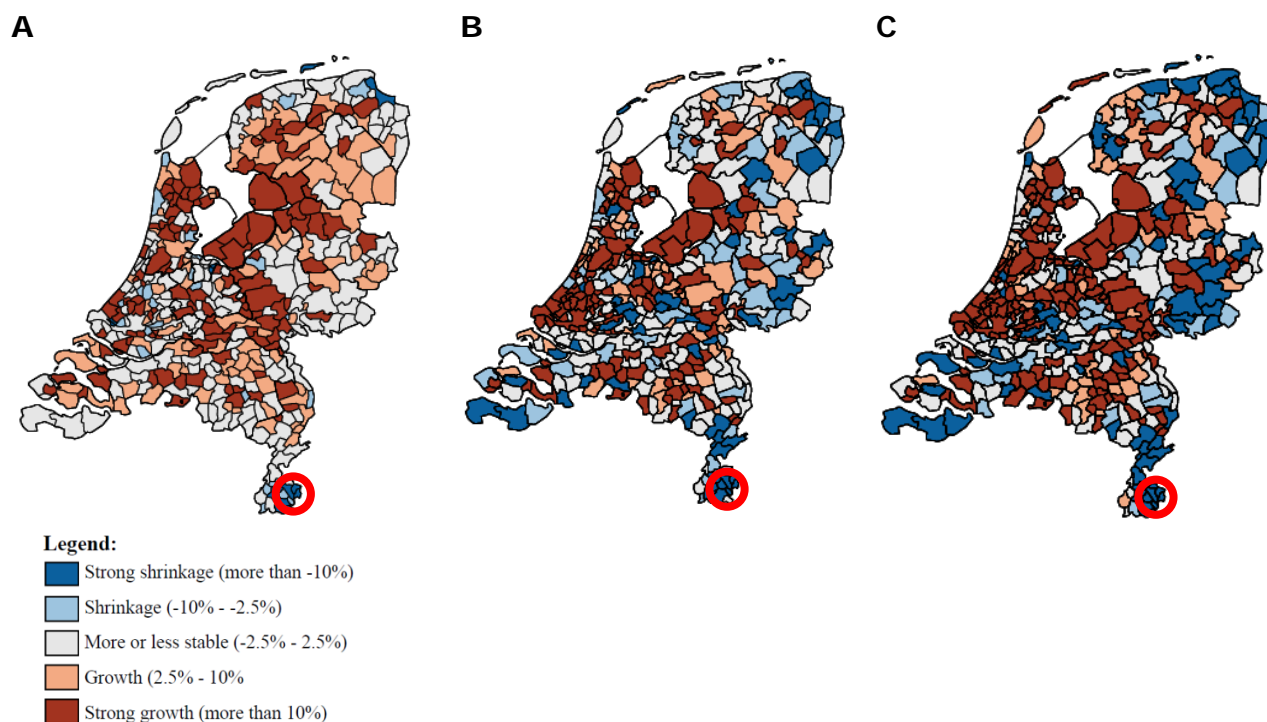 A B C
Legend:
Strong shrinkage (more than -10%)
Shrinkage (-10% - -2.5%)
More or less stable (-2.5% - 2.5%)
Growth (2.5% - 10%
Strong growth (more than 10%)